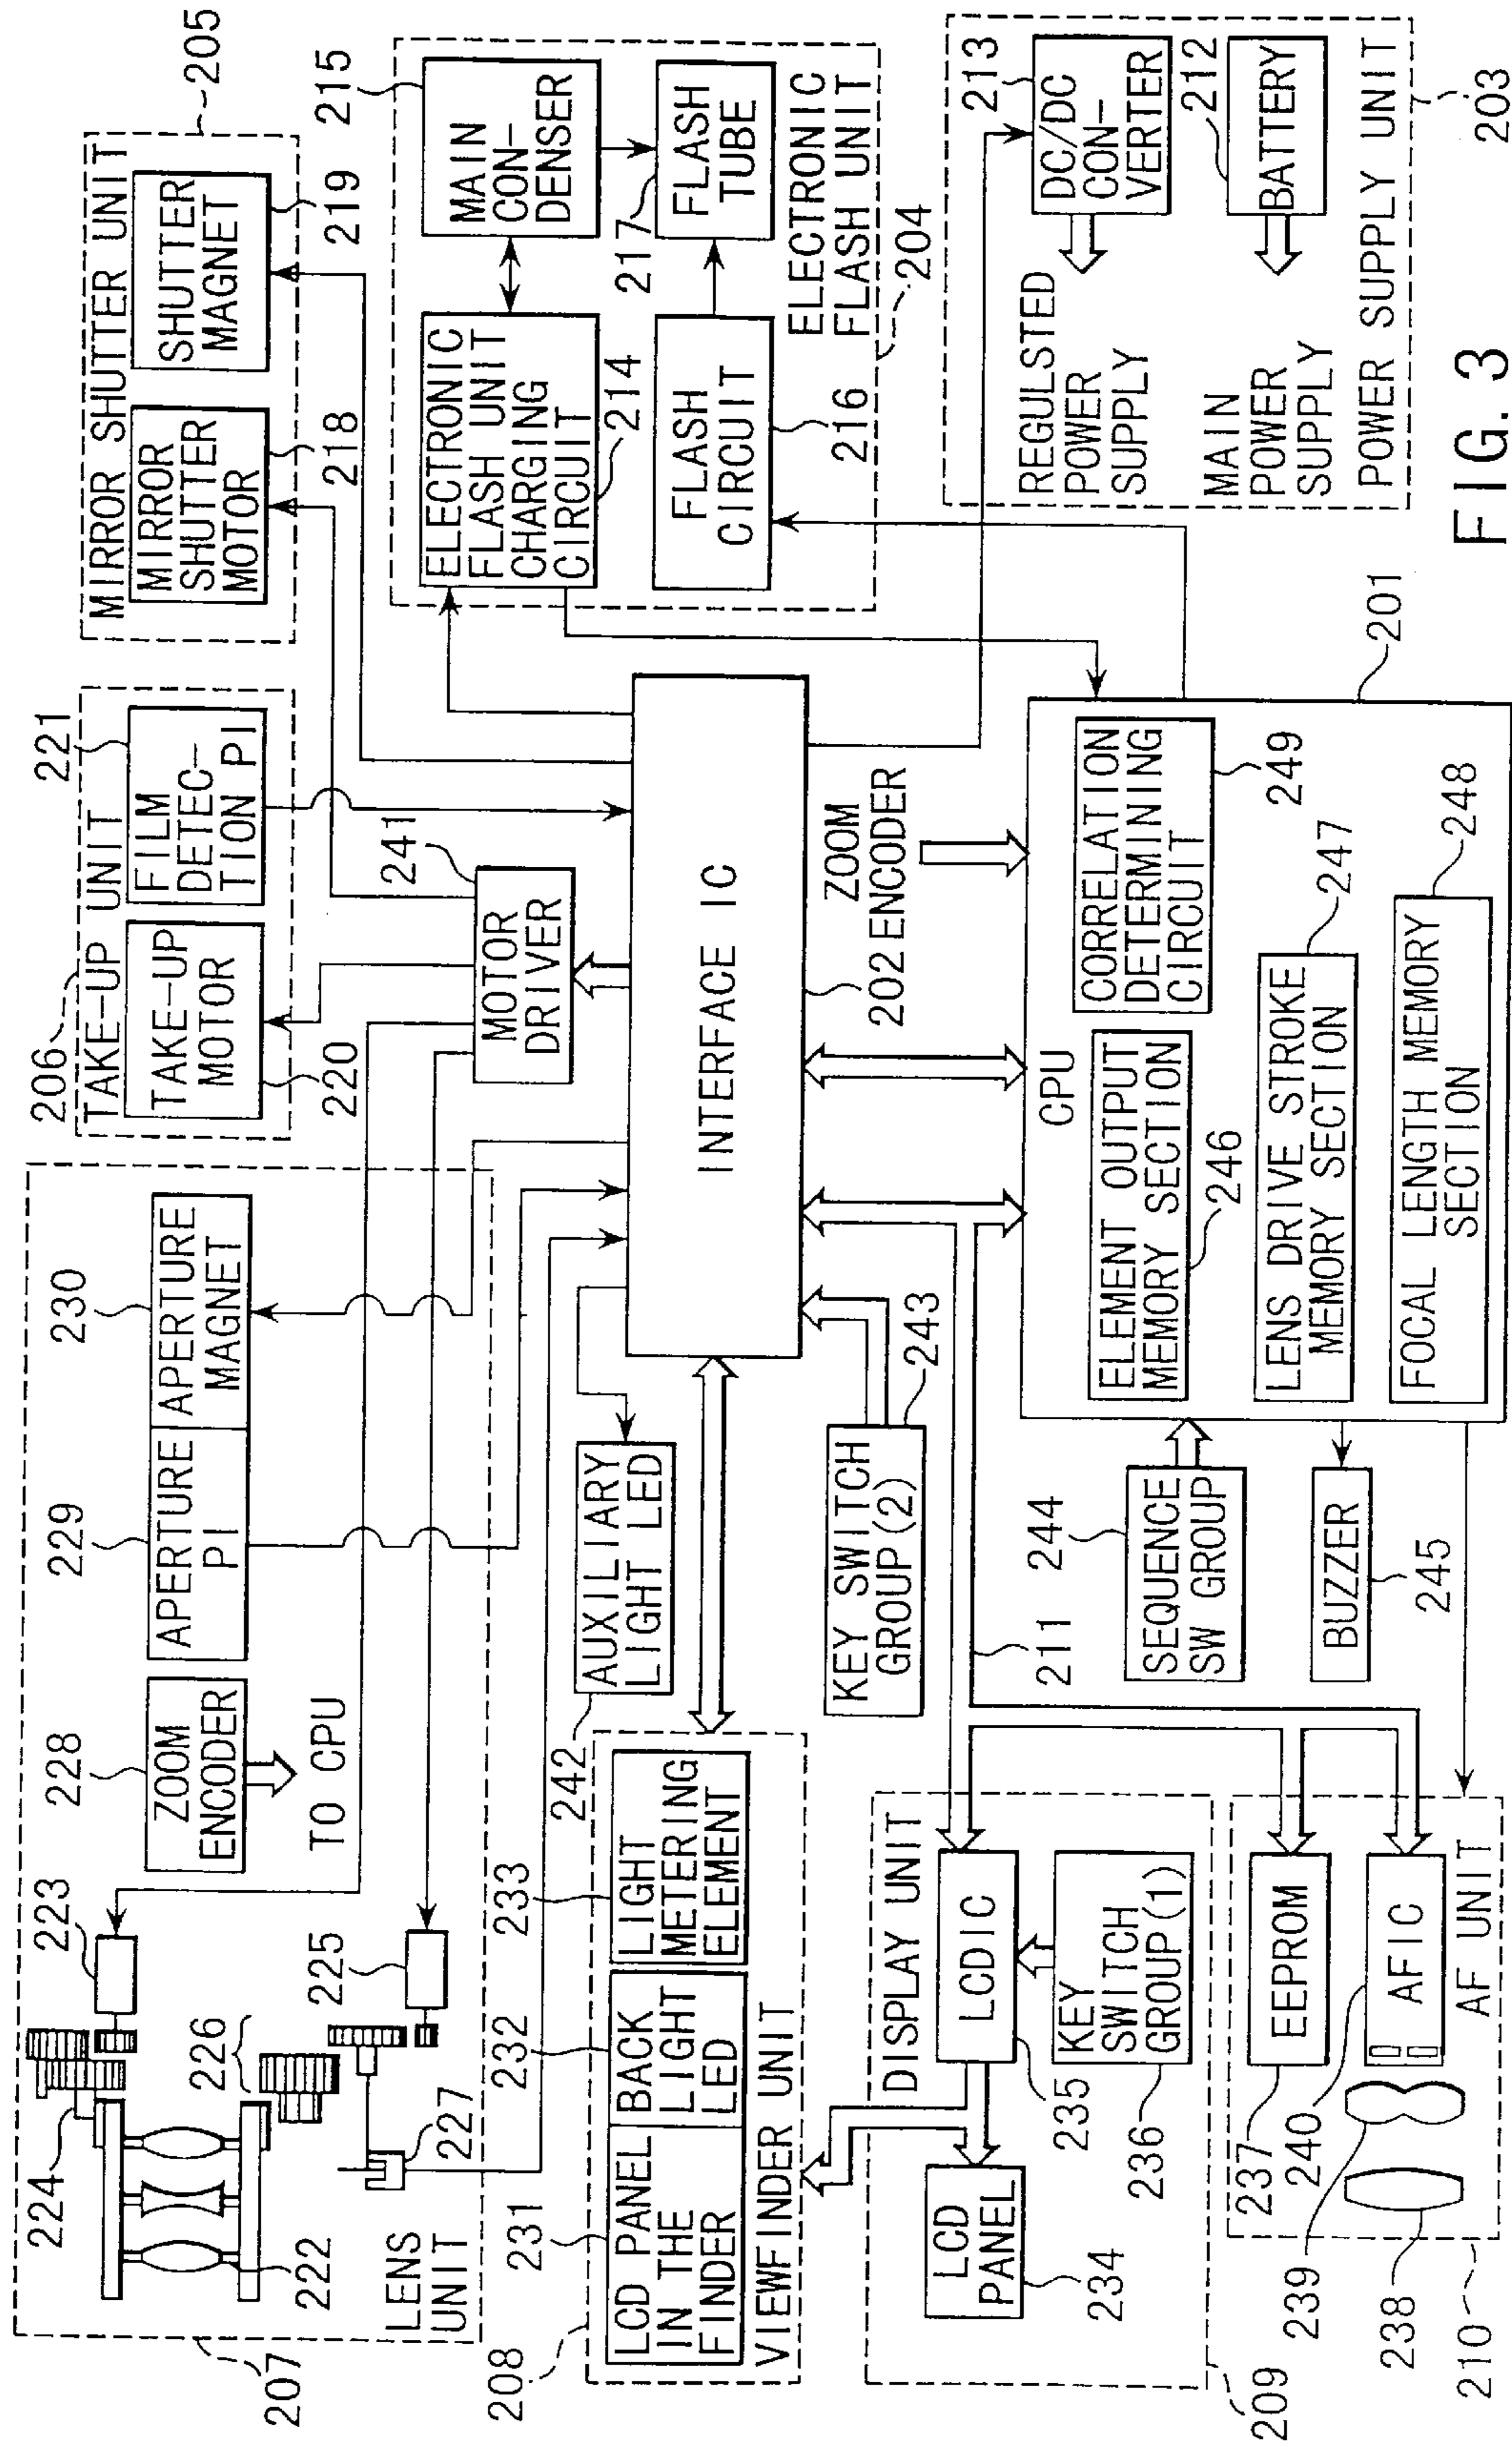 207
LENS
UNIT
222
224
223
226
225
227
228
ZOOM
ENCODER
TO CPU
229
230
APERTURE
PI
APERTURE
MAGNET
206
TAKE-UP UNIT
TAKE-UP
MOTOR
220
221
FILM
DETEC-
TION PI
MIRROR SHUTTER UNIT
205
MIRROR
SHUTTER
MOTOR
218
SHUTTER
MAGNET
219
241
MOTOR
DRIVER
215
ELECTRONIC
FLASH UNIT
CHARGING
CIRCUIT
214
MAIN
CON-
DENSER
217
FLASH
CIRCUIT
216
FLASH
TUBE
ELECTRONIC
FLASH UNIT
204
208
231
232
233
242
LCD PANEL
IN THE
FINDER
BACK
LIGHT
LED
LIGHT
METERING
ELEMENT
VIEWFINDER UNIT
AUXILIARY
LIGHT LED
INTERFACE IC
202
KEY SWITCH
GROUP(2)
243
ZOOM
ENCODER
209
DISPLAY UNIT
LCD
PANEL
234
LCDIC
235
KEY
SWITCH
GROUP(1)
236
211
213
DC/DC
CON-
VERTER
REGULSTED
POWER
SUPPLY
212
BATTERY
MAIN
POWER
SUPPLY
POWER SUPPLY UNIT
203
210
237
EEPROM
240
AFIC
239
238
AF UNIT
244
SEQUENCE
SW GROUP
BUZZER
245
CPU
201
ELEMENT OUTPUT
MEMORY SECTION
246
CORRELATION
DETERMINING
CIRCUIT
249
LENS DRIVE STROKE
MEMORY SECTION
247
FOCAL LENGTH MEMORY
SECTION
248
FIG. 3